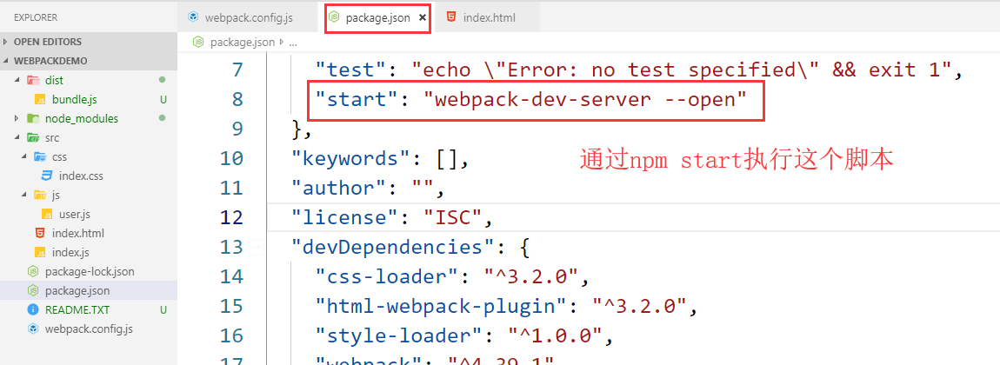 EXPLORER
OPEN EDITORS
WEBPACKDEMO
dist
bundle.js U
node_modules
src
css
index.css
js
user.js
index.html
index.js
package-lock.json
package.json
README.TXT U
webpack.config.js
webpack.config.js package.json × index.html
package.json › ...
7 "test": "echo \"Error: no test specified\" && exit 1",
8 "start": "webpack-dev-server --open"
9 },
10 "keywords": [],
11 "author": "",
12 "license": "ISC",
13 "devDependencies": {
14 "css-loader": "^3.2.0",
15 "html-webpack-plugin": "^3.2.0",
16 "style-loader": "^1.0.0",
17 "webpack": "^4.39.1",
通过npm start执行这个脚本